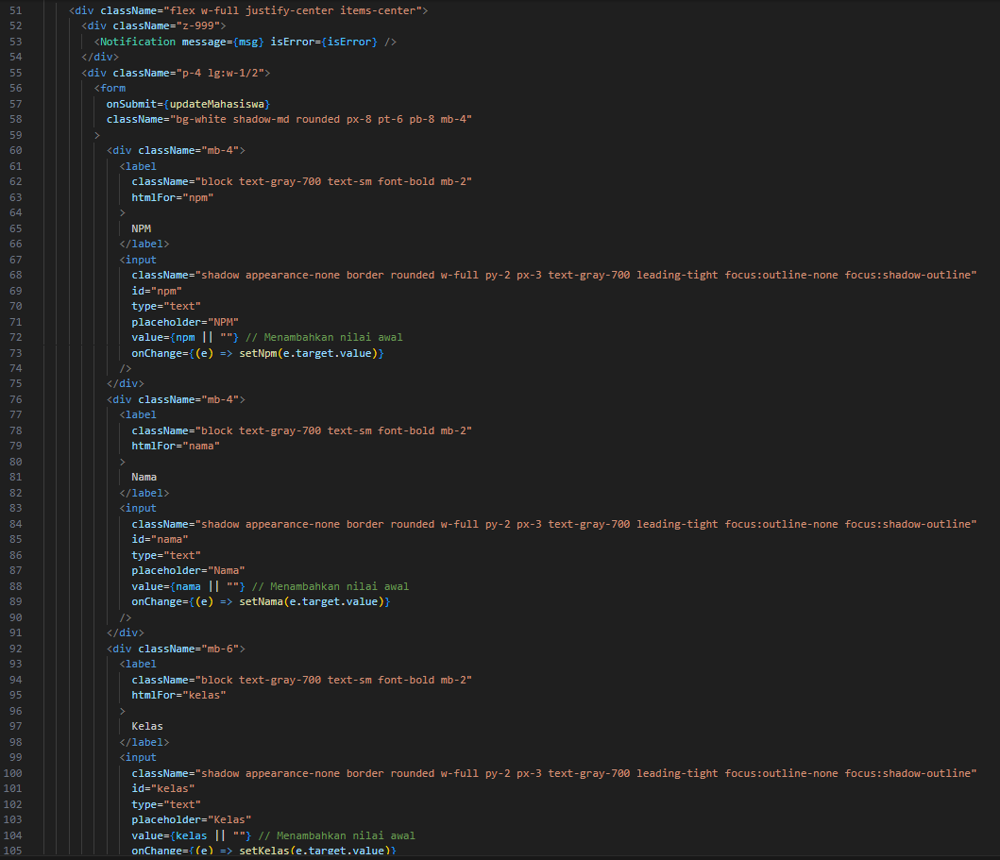 51 <div className="flex w-full justify-center items-center">
52 <div className="z-999">
53 <Notification message={msg} isError={isError} />
54 </div>
55 <div className="p-4 lg:w-1/2">
56 <form
57 onSubmit={updateMahasiswa}
58 className="bg-white shadow-md rounded px-8 pt-6 pb-8 mb-4"
59 >
60 <div className="mb-4">
61 <label
62 className="block text-gray-700 text-sm font-bold mb-2"
63 htmlFor="npm"
64 >
65 NPM
66 </label>
67 <input
68 className="shadow appearance-none border rounded w-full py-2 px-3 text-gray-700 leading-tight focus:outline-none focus:shadow-outline"
69 id="npm"
70 type="text"
71 placeholder="NPM"
72 value={npm || ""} // Menambahkan nilai awal
73 onChange={(e) => setNpm(e.target.value)}
74 />
75 </div>
76 <div className="mb-4">
77 <label
78 className="block text-gray-700 text-sm font-bold mb-2"
79 htmlFor="nama"
80 >
81 Nama
82 </label>
83 <input
84 className="shadow appearance-none border rounded w-full py-2 px-3 text-gray-700 leading-tight focus:outline-none focus:shadow-outline"
85 id="nama"
86 type="text"
87 placeholder="Nama"
88 value={nama || ""} // Menambahkan nilai awal
89 onChange={(e) => setNama(e.target.value)}
90 />
91 </div>
92 <div className="mb-6">
93 <label
94 className="block text-gray-700 text-sm font-bold mb-2"
95 htmlFor="kelas"
96 >
97 Kelas
98 </label>
99 <input
100 className="shadow appearance-none border rounded w-full py-2 px-3 text-gray-700 leading-tight focus:outline-none focus:shadow-outline"
101 id="kelas"
102 type="text"
103 placeholder="Kelas"
104 value={kelas || ""} // Menambahkan nilai awal
105 onChange={(e) => setKelas(e.target.value)}